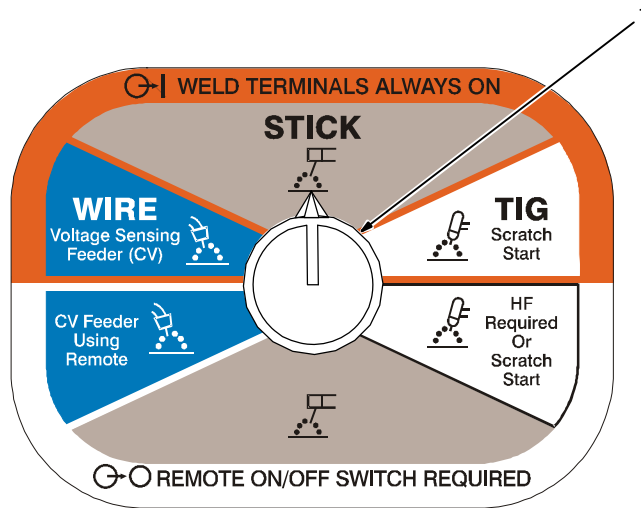 WELD TERMINALS ALWAYS ON
STICK
WIRE
Voltage Sensing
Feeder (CV)
TIG
Scratch
Start
CV Feeder
Using
Remote
HF
Required
Or
Scratch
Start
REMOTE ON/OFF SWITCH REQUIRED